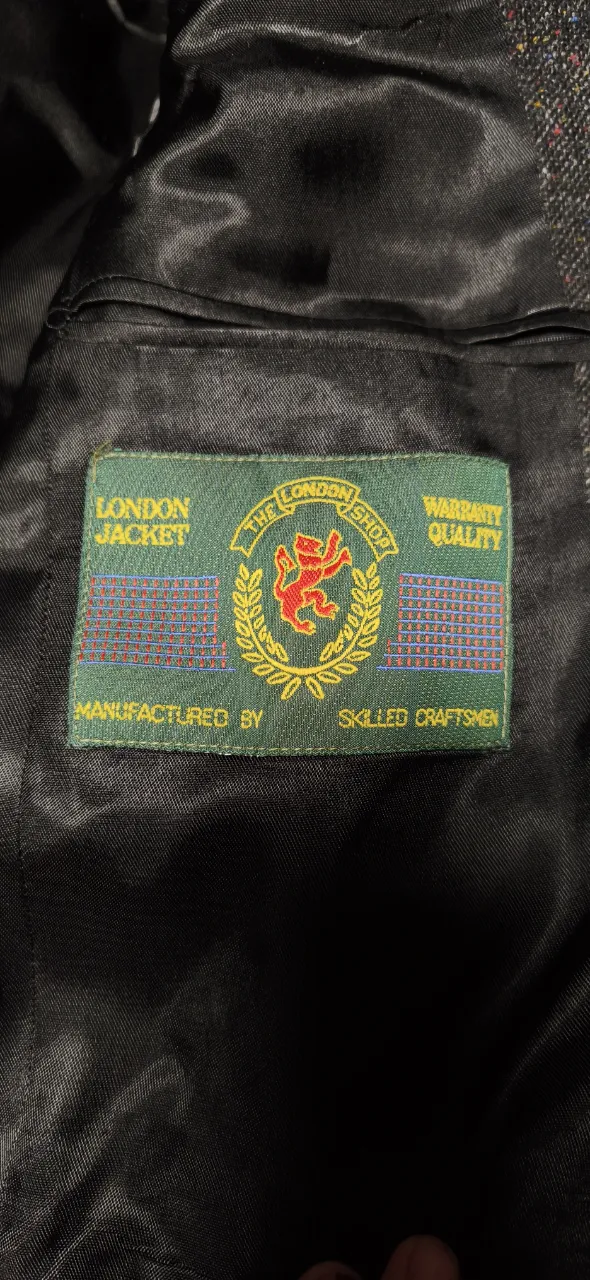 LONDON
JACKET
THE LONDON SHOP
WARRANTY
QUALITY
MANUFACTURED BY SKILLED CRAFTSMEN